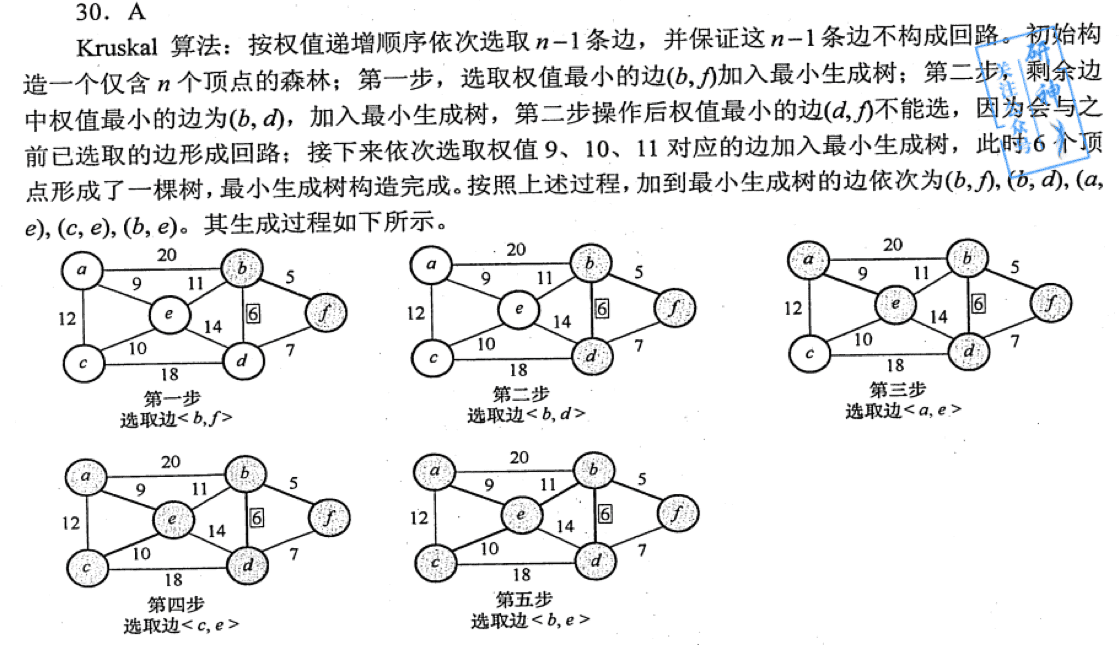 30. A
Kruskal 算法：按权值递增顺序依次选取 n−1 条边，并保证这 n−1 条边不构成回路。初始构
造一个仅含 n 个顶点的森林；第一步，选取权值最小的边(b, f)加入最小生成树；第二步，剩余边
中权值最小的边为(b, d)，加入最小生成树，第二步操作后权值最小的边(d, f)不能选，因为会与之
前已选取的边形成回路；接下来依次选取权值 9、10、11 对应的边加入最小生成树，此时 6 个顶
点形成了一棵树，最小生成树构造完成。按照上述过程，加到最小生成树的边依次为(b, f), (b, d), (a,
e), (c, e), (b, e)。其生成过程如下所示。
a 20 b 5 f 9 11 e 12 14 6 7 10 c 18 d
第一步
选取边< b, f >
a 20 b 5 f 9 11 e 12 14 6 7 10 c 18 d
第二步
选取边< b, d >
a 20 b 5 f 9 11 e 12 14 6 7 10 c 18 d
第三步
选取边< a, e >
a 20 b 5 f 9 11 e 12 14 6 7 10 c 18 d
第四步
选取边< c, e >
a 20 b 5 f 9 11 e 12 14 6 7 10 c 18 d
第五步
选取边< b, e >